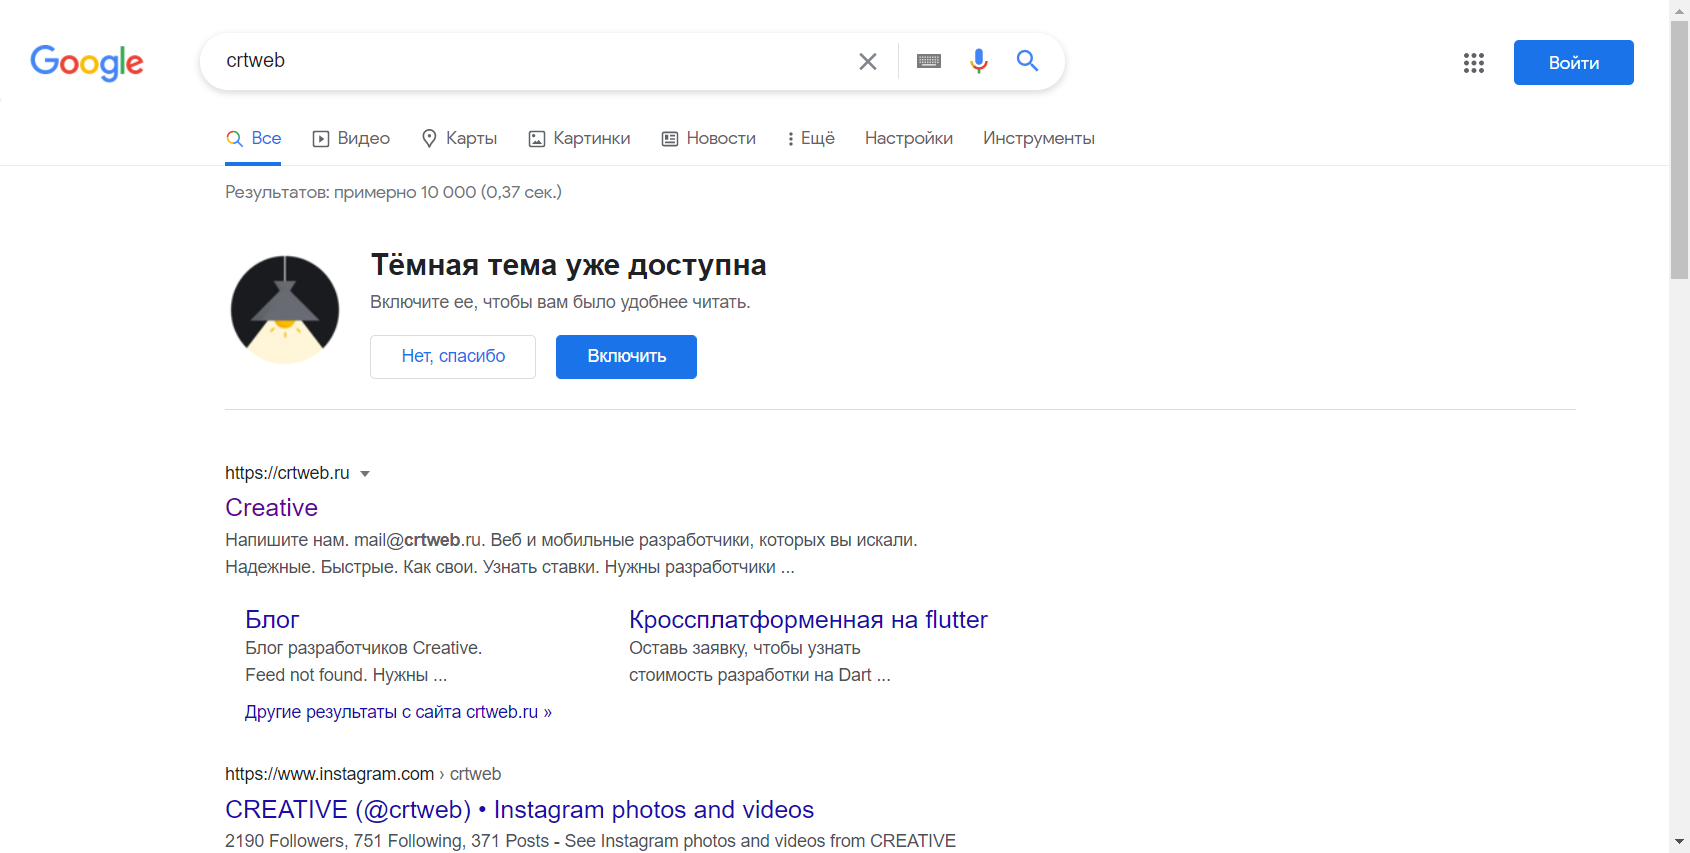 Google
crtweb
Войти
Все Видео Карты Картинки Новости Ещё Настройки Инструменты
Результатов: примерно 10 000 (0,37 сек.)
Тёмная тема уже доступна
Включите ее, чтобы вам было удобнее читать.
Нет, спасибо Включить
https://crtweb.ru
Creative
Напишите нам. mail@crtweb.ru. Веб и мобильные разработчики, которых вы искали.
Надежные. Быстрые. Как свои. Узнать ставки. Нужны разработчики ...
Блог
Блог разработчиков Creative.
Feed not found. Нужны ...
Кроссплатформенная на flutter
Оставь заявку, чтобы узнать
стоимость разработки на Dart ...
Другие результаты с сайта crtweb.ru »
https://www.instagram.com › crtweb
CREATIVE (@crtweb) • Instagram photos and videos
2190 Followers, 751 Following, 371 Posts - See Instagram photos and videos from CREATIVE